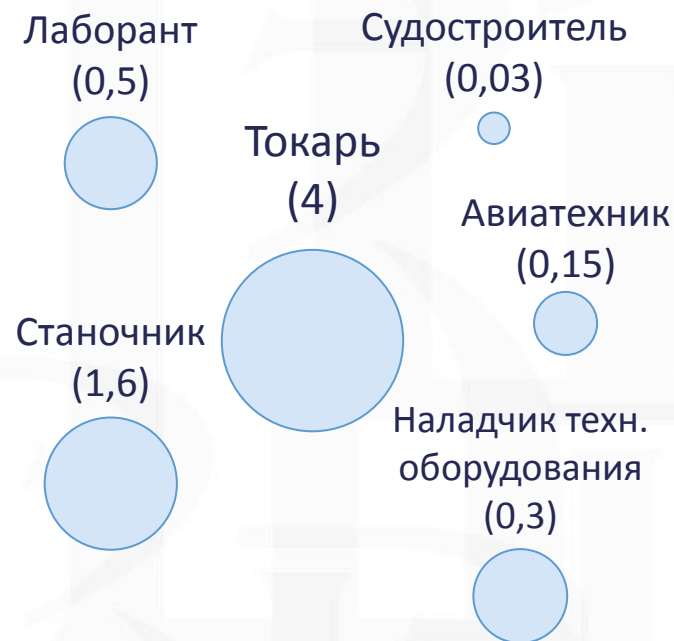 Лаборант
(0,5)
Судостроитель
(0,03)
Токарь
(4)
Авиатехник
(0,15)
Станочник
(1,6)
Наладчик техн.
оборудования
(0,3)